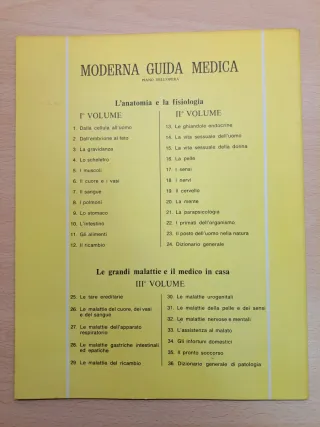 MODERNA GUIDA MEDICA
PIANO DELL'OPERA
L'anatomia e la fisiologia
I° VOLUME
1. Dalla cellula all'uomo
2. Dall'embrione al feto
3. La gravidanza
4. Lo scheletro
5. I muscoli
6. Il cuore e i vasi
7. Il sangue
8. I polmoni
9. Lo stomaco
10. L'intestino
11. Gli alimenti
12. Il ricambio
II° VOLUME
13. Le ghiandole endocrine
14. La vita sessuale dell'uomo
15. La vita sessuale della donna
16. La pelle
17. I sensi
18. I nervi
19. Il cervello
20. La mente
21. La parapsicologia
22. I primati dell'organismo
23. Il posto dell'uomo nella natura
24. Dizionario generale
Le grandi malattie e il medico in casa
III° VOLUME
25. Le tare ereditarie
26. Le malattie del cuore, dei vasi
e del sangue
27. Le malattie dell'apparato
respiratorio
28. Le malattie gastriche intestinali
ed epatiche
29. Le malattie del ricambio
30. Le malattie urogenitali
31. Le malattie della pelle e dei sensi
32. Le malattie nervose e mentali
33. L'assistenza al malato
34. Gli infortuni domestici
35. Il pronto soccorso
36. Dizionario generale di patologia